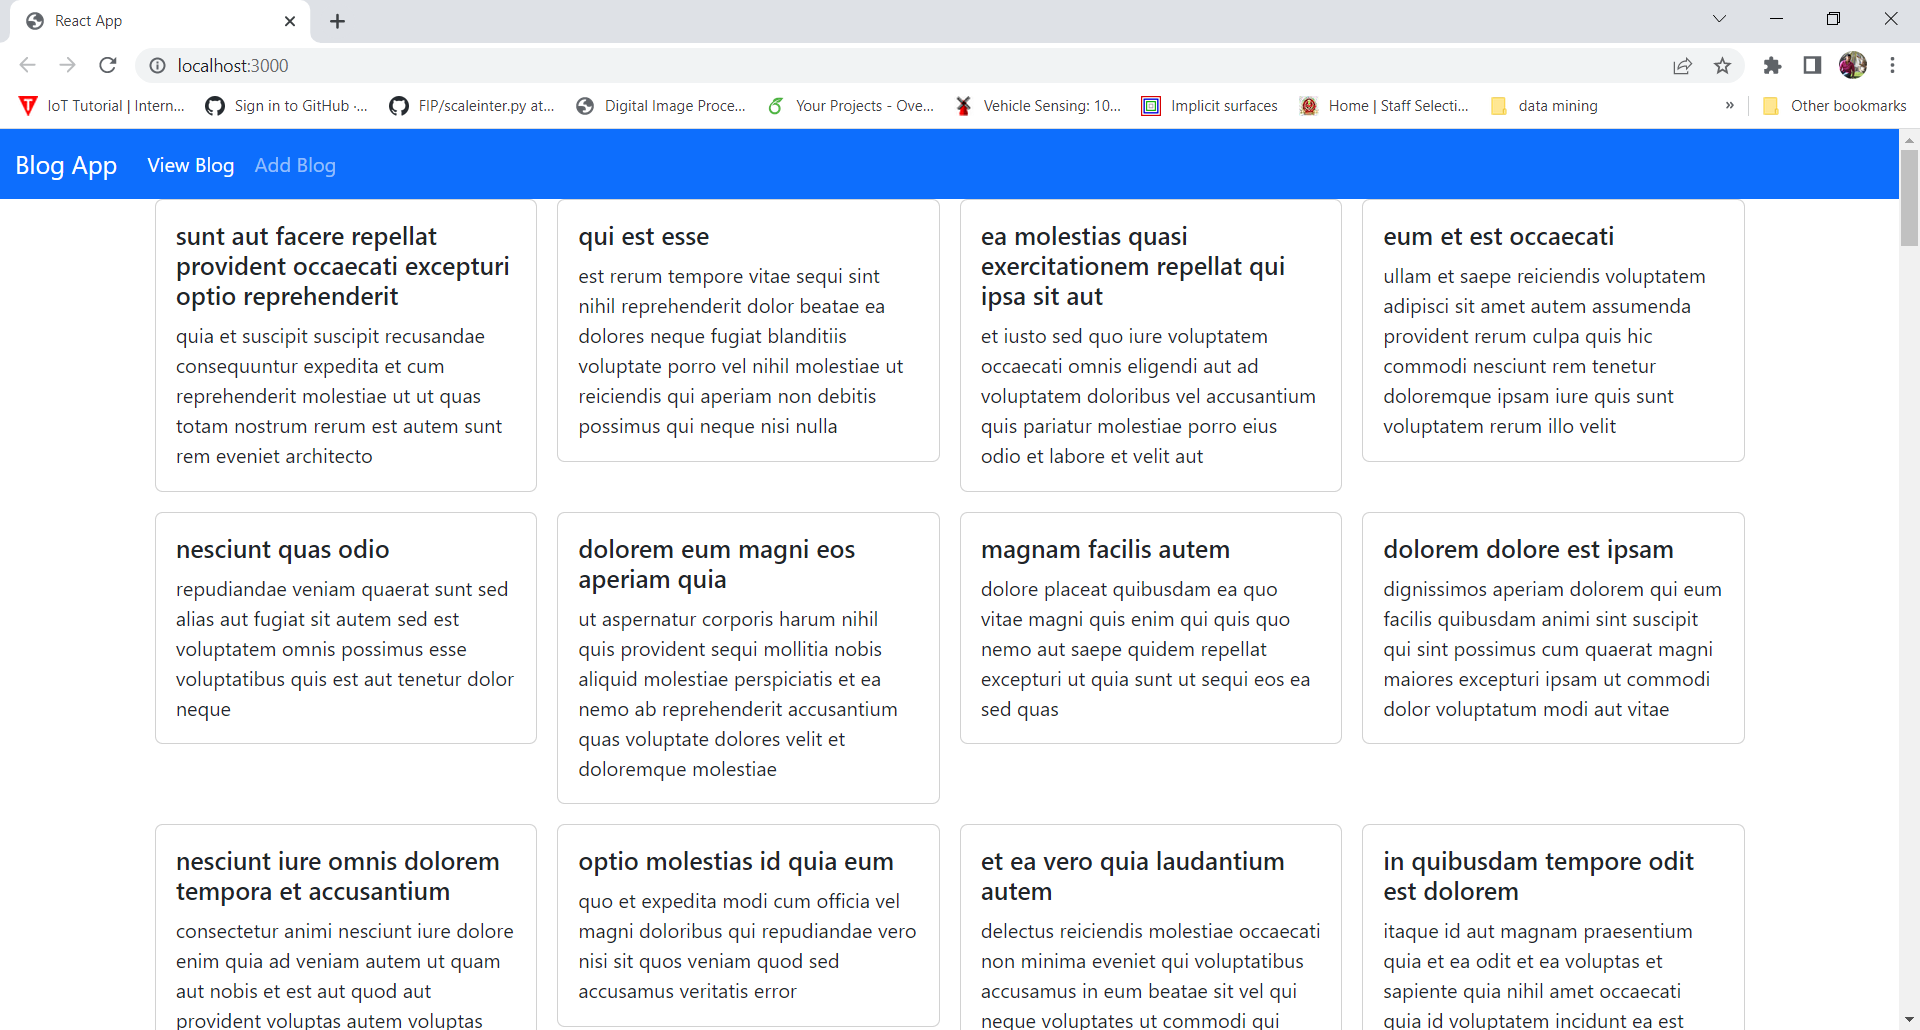 React App
localhost:3000
IoT Tutorial | Intern...
Sign in to GitHub ·...
FIP/scaleinter.py at...
Digital Image Proce...
Your Projects - Ove...
Vehicle Sensing: 10...
Implicit surfaces
Home | Staff Selecti...
data mining
»
Other bookmarks
Blog App
View Blog
Add Blog
sunt aut facere repellat
provident occaecati excepturi
optio reprehenderit
quia et suscipit suscipit recusandae
consequuntur expedita et cum
reprehenderit molestiae ut ut quas
totam nostrum rerum est autem sunt
rem eveniet architecto
qui est esse
est rerum tempore vitae sequi sint
nihil reprehenderit dolor beatae ea
dolores neque fugiat blanditiis
voluptate porro vel nihil molestiae ut
reiciendis qui aperiam non debitis
possimus qui neque nisi nulla
ea molestias quasi
exercitationem repellat qui
ipsa sit aut
et iusto sed quo iure voluptatem
occaecati omnis eligendi aut ad
voluptatem doloribus vel accusantium
quis pariatur molestiae porro eius
odio et labore et velit aut
eum et est occaecati
ullam et saepe reiciendis voluptatem
adipisci sit amet autem assumenda
provident rerum culpa quis hic
commodi nesciunt rem tenetur
doloremque ipsam iure quis sunt
voluptatem rerum illo velit
nesciunt quas odio
repudiandae veniam quaerat sunt sed
alias aut fugiat sit autem sed est
voluptatem omnis possimus esse
voluptatibus quis est aut tenetur dolor
neque
dolorem eum magni eos
aperiam quia
ut aspernatur corporis harum nihil
quis provident sequi mollitia nobis
aliquid molestiae perspiciatis et ea
nemo ab reprehenderit accusantium
quas voluptate dolores velit et
doloremque molestiae
magnam facilis autem
dolore placeat quibusdam ea quo
vitae magni quis enim qui quis quo
nemo aut saepe quidem repellat
excepturi ut quia sunt ut sequi eos ea
sed quas
dolorem dolore est ipsam
dignissimos aperiam dolorem qui eum
facilis quibusdam animi sint suscipit
qui sint possimus cum quaerat magni
maiores excepturi ipsam ut commodi
dolor voluptatum modi aut vitae
nesciunt iure omnis dolorem
tempora et accusantium
consectetur animi nesciunt iure dolore
enim quia ad veniam autem ut quam
aut nobis et est aut quod aut
provident voluptas autem voluptas
optio molestias id quia eum
quo et expedita modi cum officia vel
magni doloribus qui repudiandae vero
nisi sit quos veniam quod sed
accusamus veritatis error
et ea vero quia laudantium
autem
delectus reiciendis molestiae occaecati
non minima eveniet qui voluptatibus
accusamus in eum beatae sit vel qui
neque voluptates ut commodi qui
in quibusdam tempore odit
est dolorem
itaque id aut magnam praesentium
quia et ea odit et ea voluptas et
sapiente quia nihil amet occaecati
quia id voluptatem incidunt ea est